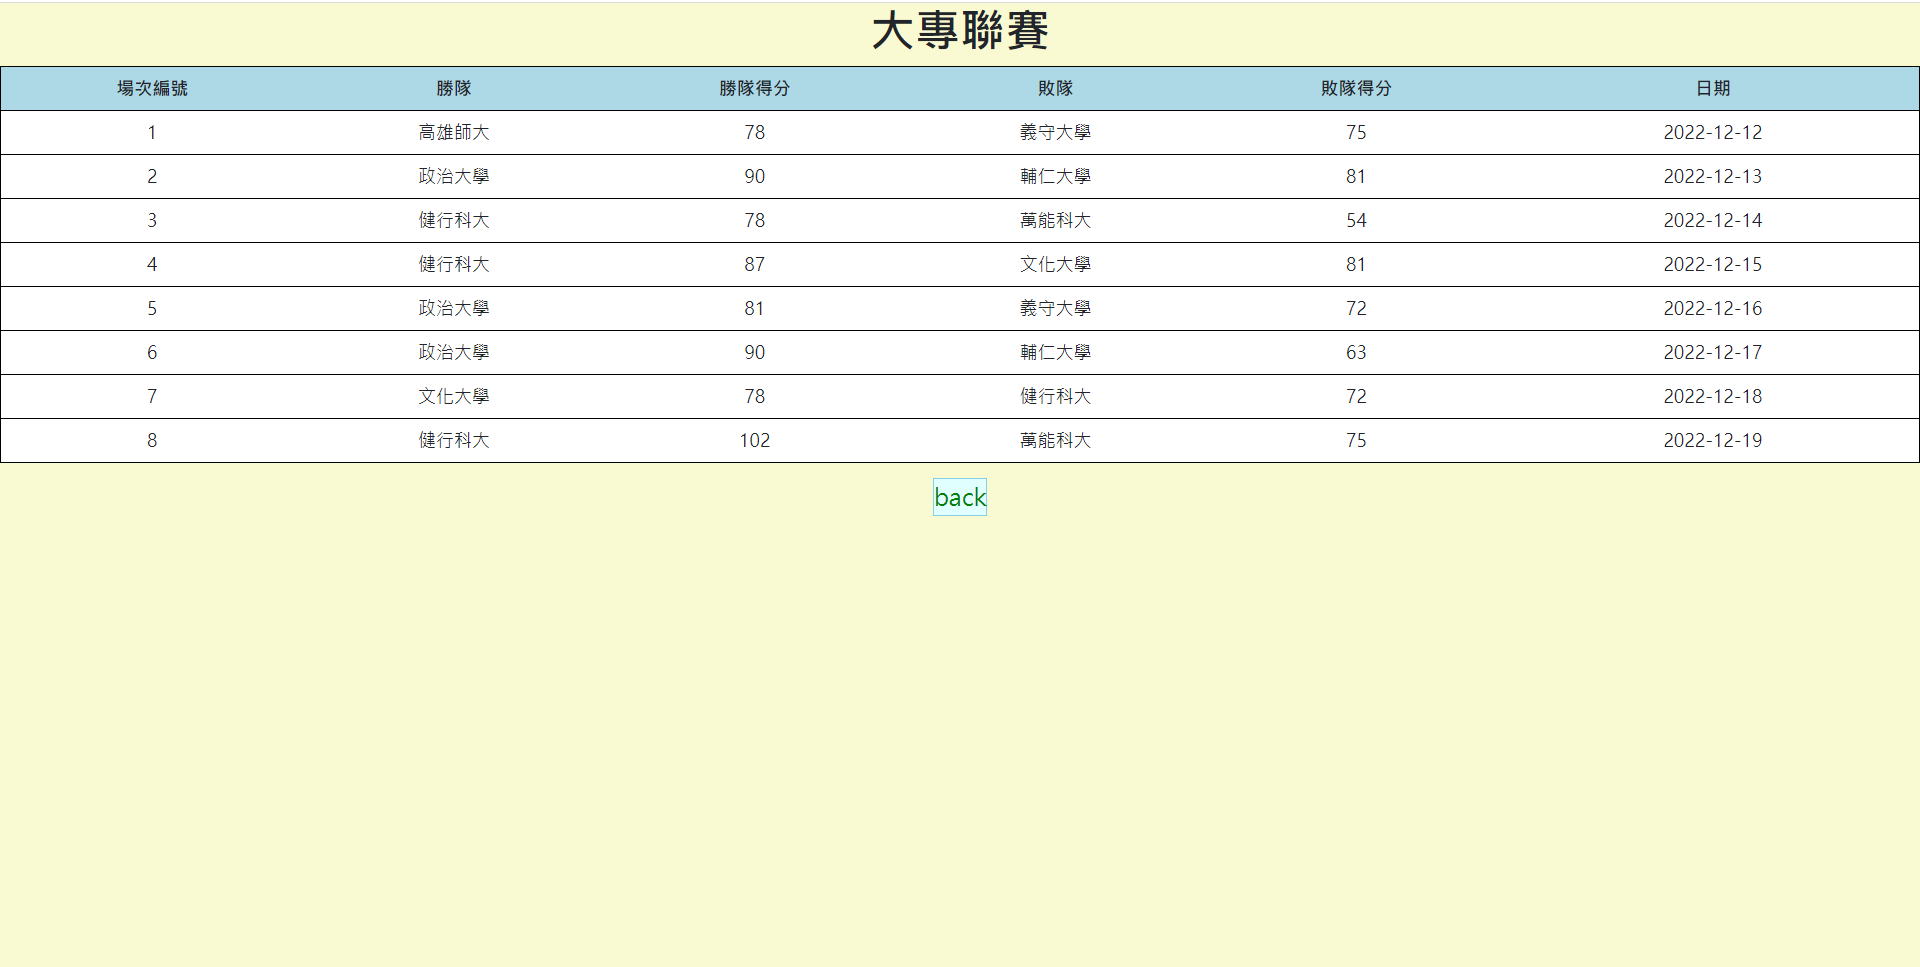 大專聯賽
場次編號 勝隊 勝隊得分 敗隊 敗隊得分 日期
1 高雄師大 78 義守大學 75 2022-12-12
2 政治大學 90 輔仁大學 81 2022-12-13
3 健行科大 78 萬能科大 54 2022-12-14
4 健行科大 87 文化大學 81 2022-12-15
5 政治大學 81 義守大學 72 2022-12-16
6 政治大學 90 輔仁大學 63 2022-12-17
7 文化大學 78 健行科大 72 2022-12-18
8 健行科大 102 萬能科大 75 2022-12-19
back